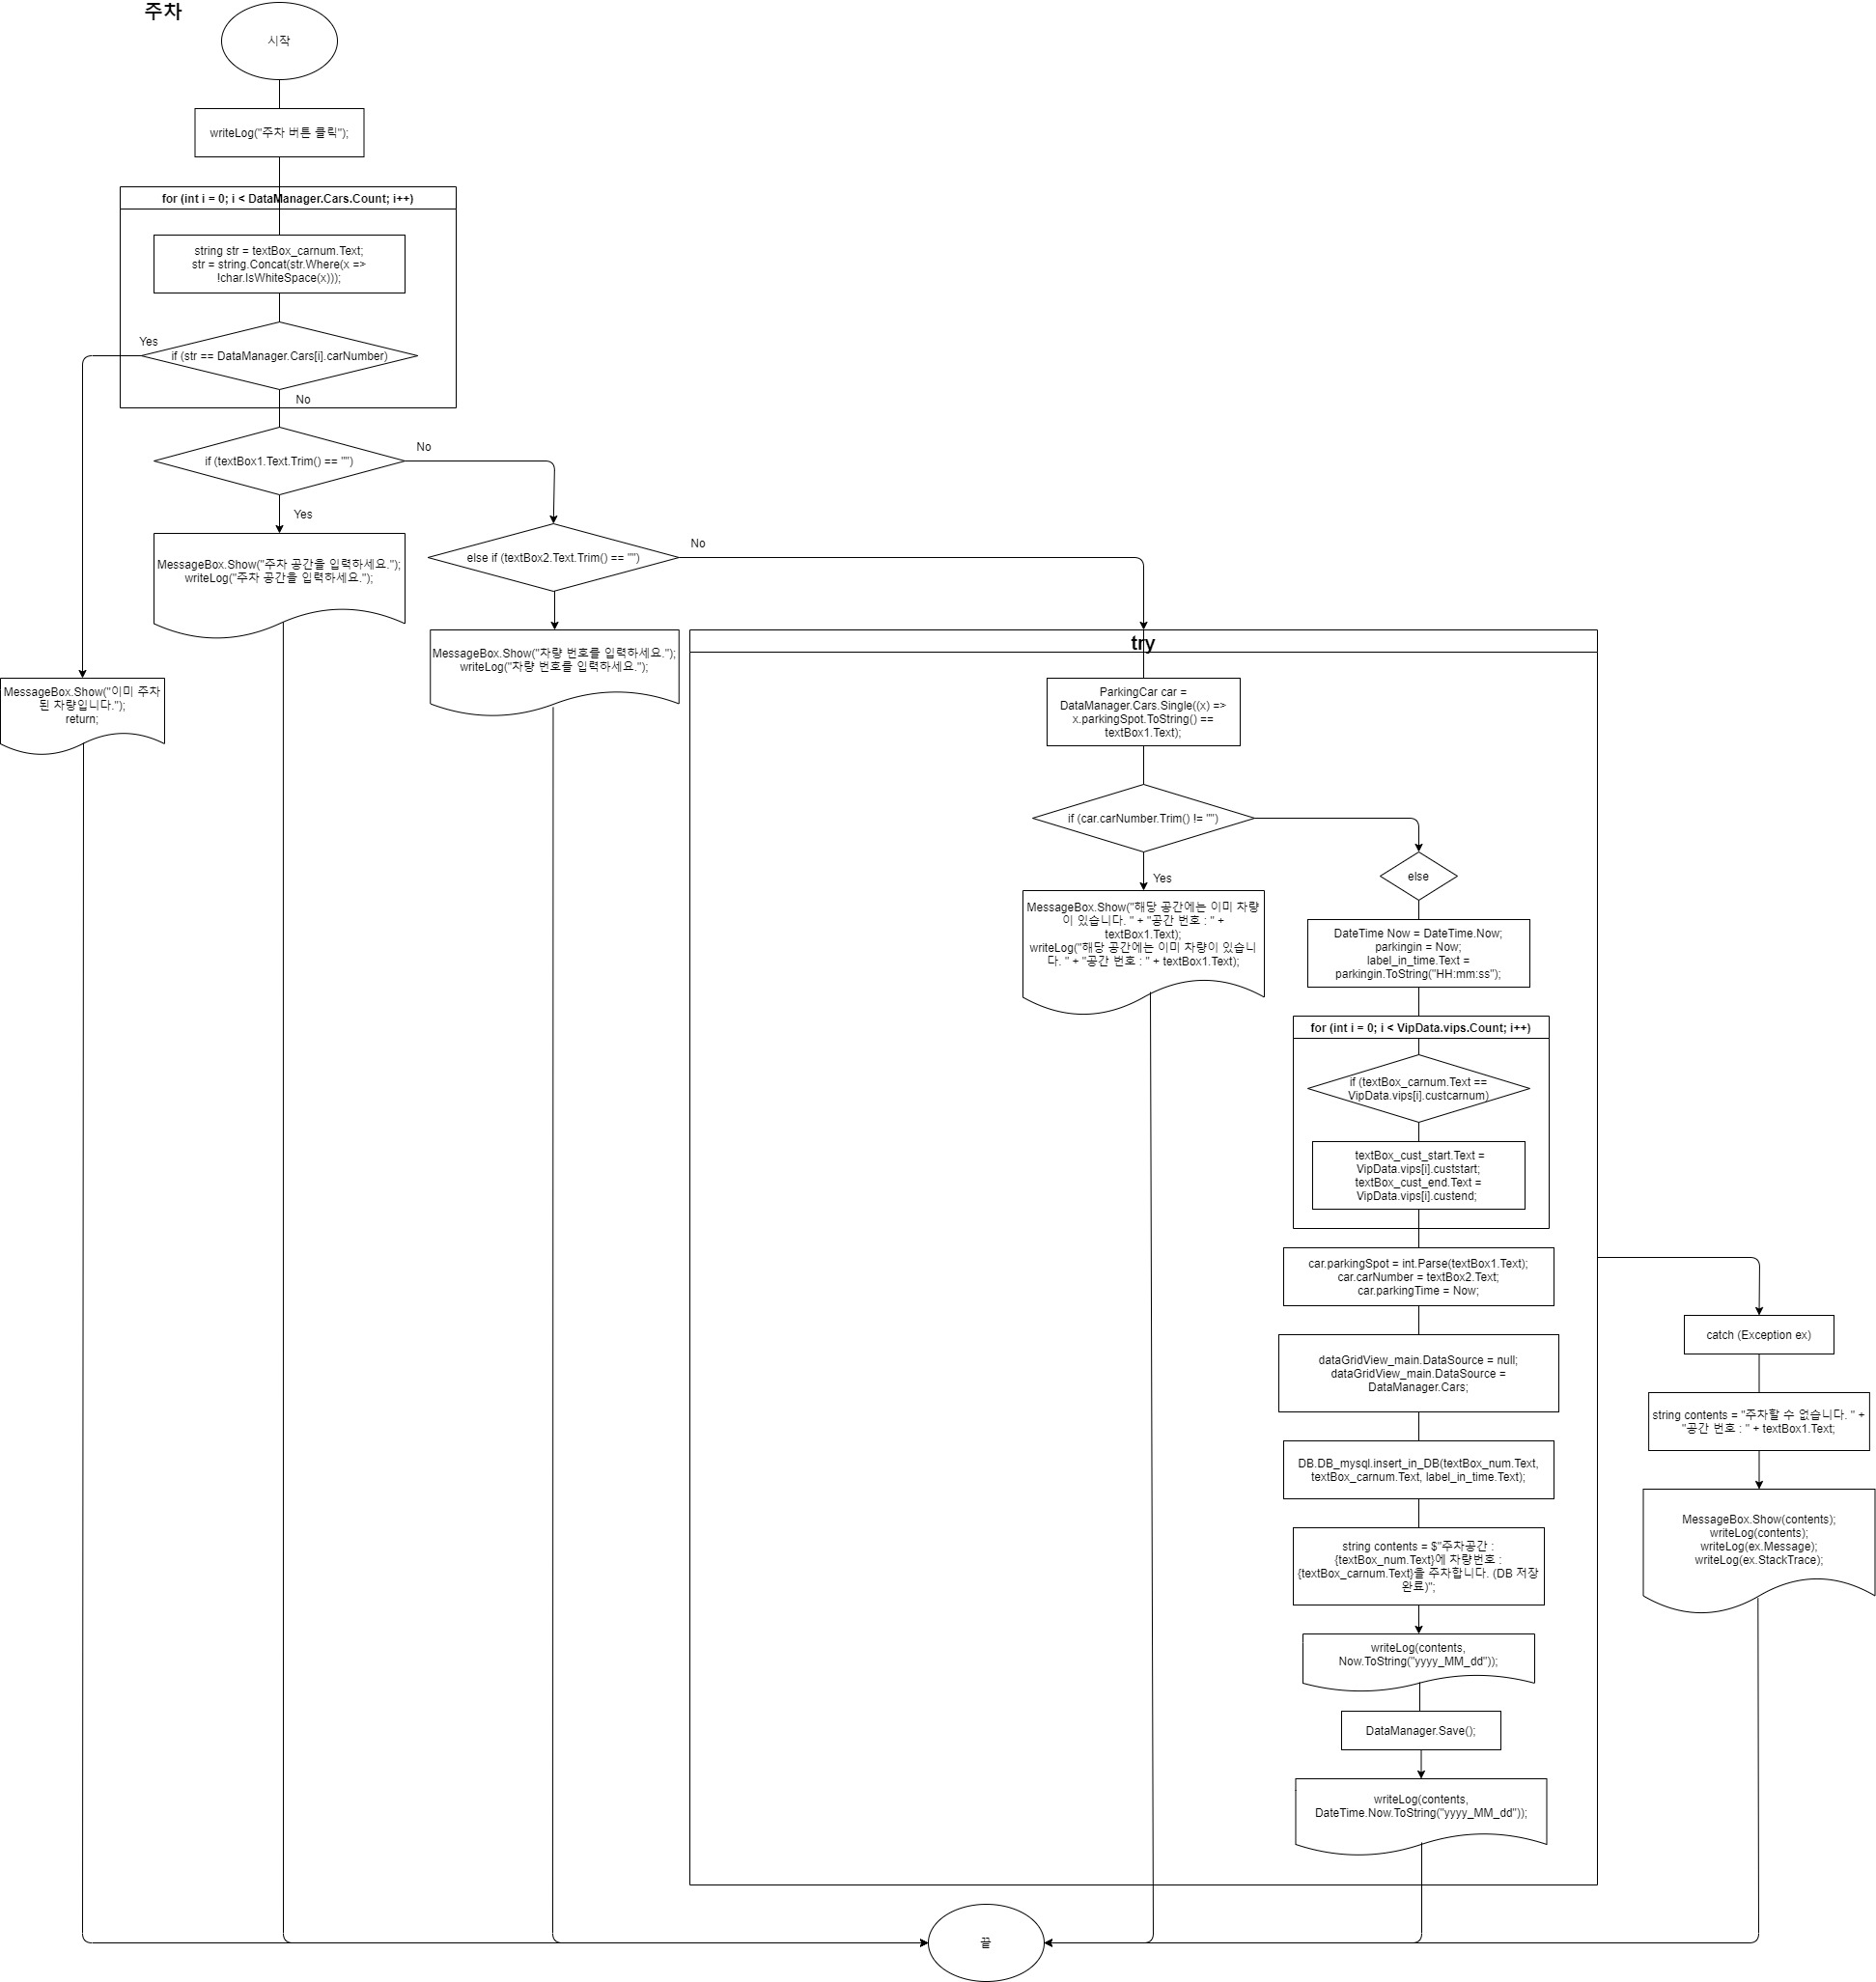 주차
시작
writeLog("주차 버튼 클릭");
for (int i = 0; i < DataManager.Cars.Count; i++)
string str = textBox_carnum.Text;
str = string.Concat(str.Where(x =>
!char.IsWhiteSpace(x)));
Yes
if (str == DataManager.Cars[i].carNumber)
No
if (textBox1.Text.Trim() == "")
No
Yes
MessageBox.Show("주차 공간을 입력하세요.");
writeLog("주차 공간을 입력하세요.");
else if (textBox2.Text.Trim() == "")
No
MessageBox.Show("차량 번호를 입력하세요.");
writeLog("차량 번호를 입력하세요.");
MessageBox.Show("이미 주차
된 차량입니다.");
return;
try
ParkingCar car =
DataManager.Cars.Single((x) =>
x.parkingSpot.ToString() ==
textBox1.Text);
if (car.carNumber.Trim() != "")
Yes
else
MessageBox.Show("해당 공간에는 이미 차량
이 있습니다. " + "공간 번호 : " +
textBox1.Text);
writeLog("해당 공간에는 이미 차량이 있습니
다. " + "공간 번호 : " + textBox1.Text);
DateTime Now = DateTime.Now;
parkingin = Now;
label_in_time.Text =
parkingin.ToString("HH:mm:ss");
for (int i = 0; i < VipData.vips.Count; i++)
if (textBox_carnum.Text ==
VipData.vips[i].custcarnum)
textBox_cust_start.Text =
VipData.vips[i].custstart;
textBox_cust_end.Text =
VipData.vips[i].custend;
car.parkingSpot = int.Parse(textBox1.Text);
car.carNumber = textBox2.Text;
car.parkingTime = Now;
catch (Exception ex)
dataGridView_main.DataSource = null;
dataGridView_main.DataSource =
DataManager.Cars;
string contents = "주차할 수 없습니다. " +
"공간 번호 : " + textBox1.Text;
DB.DB_mysql.insert_in_DB(textBox_num.Text,
textBox_carnum.Text, label_in_time.Text);
MessageBox.Show(contents);
writeLog(contents);
writeLog(ex.Message);
writeLog(ex.StackTrace);
string contents = $"주차공간 :
{textBox_num.Text}에 차량번호 :
{textBox_carnum.Text}을 주차합니다. (DB 저장
완료)";
writeLog(contents,
Now.ToString("yyyy_MM_dd"));
DataManager.Save();
writeLog(contents,
DateTime.Now.ToString("yyyy_MM_dd"));
끝